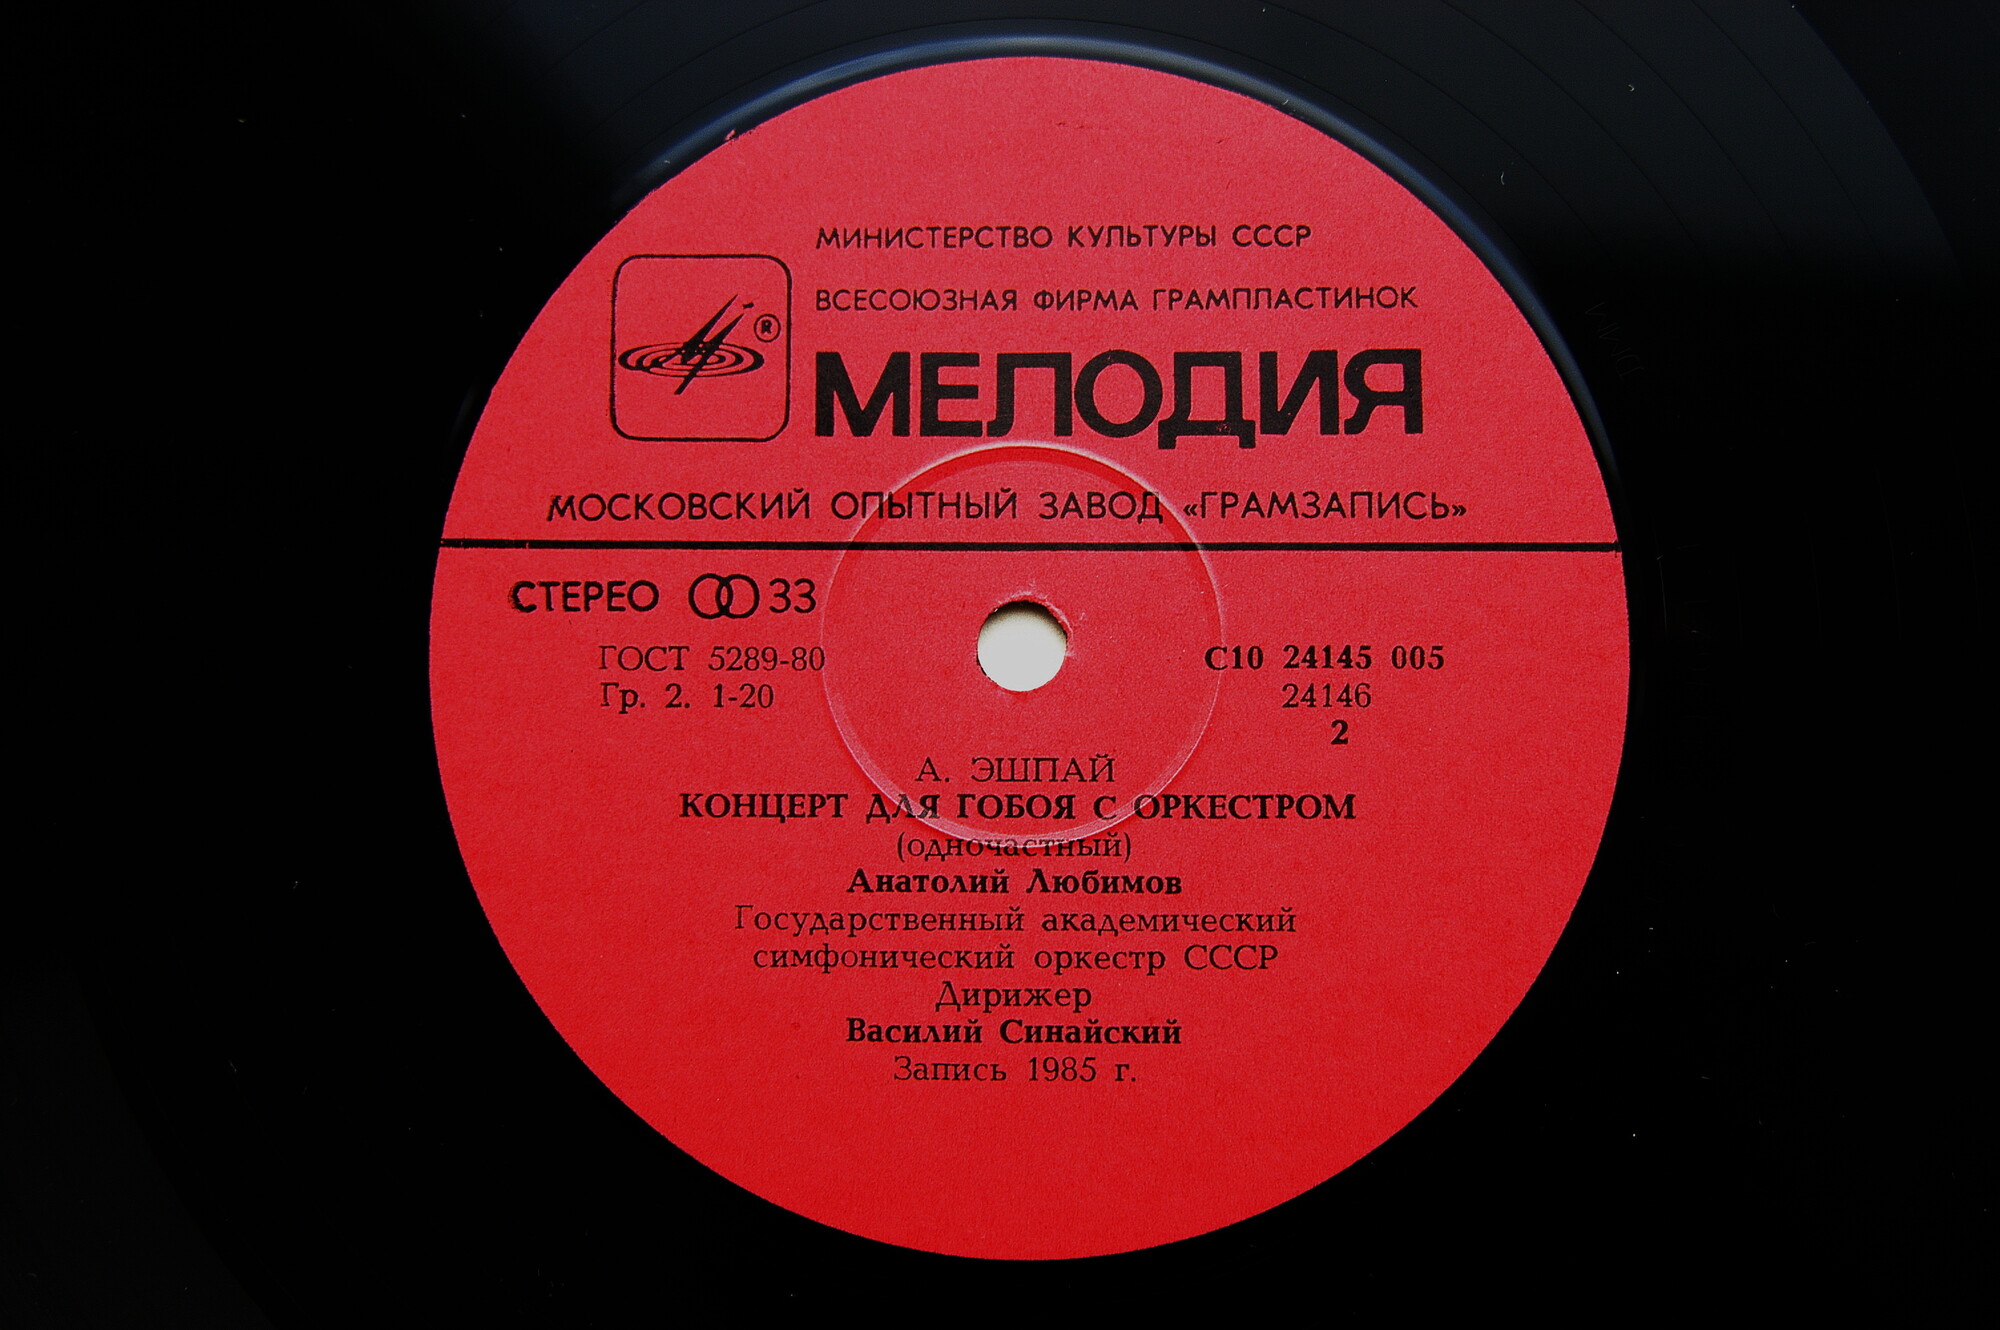 МИНИСТЕРСТВО КУЛЬТУРЫ СССР
ВСЕСОЮЗНАЯ ФИРМА ГРАМПЛАСТИНОК
®
МЕЛОДИЯ
МОСКОВСКИЙ ОПЫТНЫЙ ЗАВОД «ГРАМЗАПИСЬ»
СТЕРЕО 33
ГОСТ 5289-80
Гр. 2. 1-20
С10 24145 005
24146
2
А. ЭШПАЙ
КОНЦЕРТ ДЛЯ ГОБОЯ С ОРКЕСТРОМ
(одночастный)
Анатолий Любимов
Государственный академический
симфонический оркестр СССР
Дирижер
Василий Синайский
Запись 1985 г.